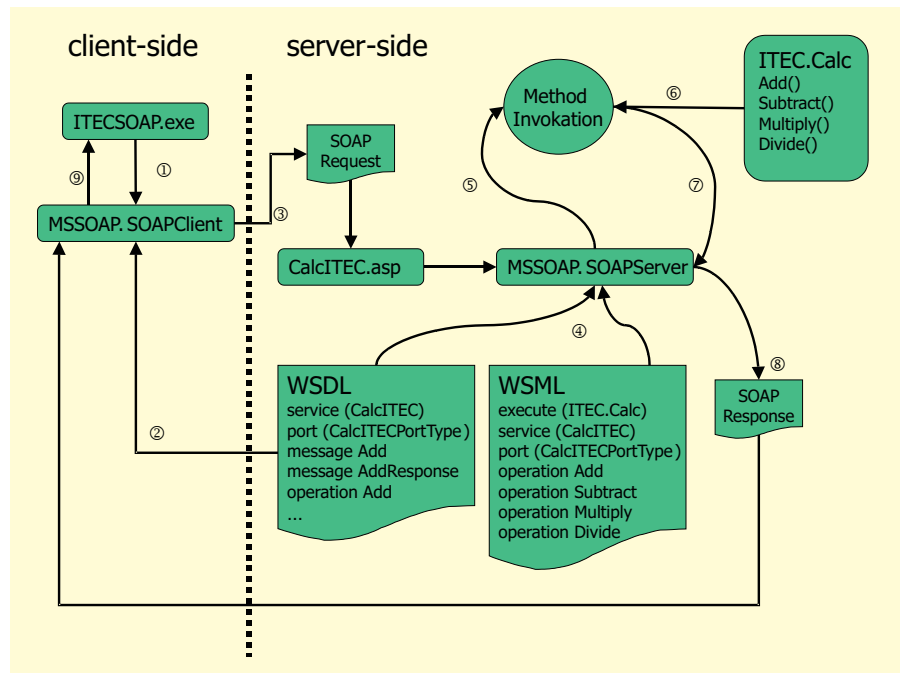 client-side
server-side
ITECSOAP.exe
⑨
①
MSSOAP.SOAPClient
③
SOAP
Request
CalcITEC.asp
Method
Invokation
⑥
ITEC.Calc
Add()
Subtract()
Multiply()
Divide()
⑤
⑦
MSSOAP.SOAPServer
④
⑧
②
WSDL
service (CalcITEC)
port (CalcITECPortType)
message Add
message AddResponse
operation Add
...
WSML
execute (ITEC.Calc)
service (CalcITEC)
port (CalcITECPortType)
operation Add
operation Subtract
operation Multiply
operation Divide
SOAP
Response